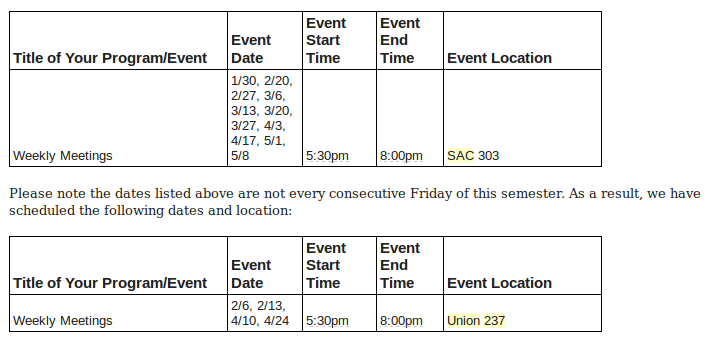 Title of Your Program/Event Event Date Event Start Time Event End Time Event Location
Weekly Meetings 1/30, 2/20, 2/27, 3/6, 3/13, 3/20, 3/27, 4/3, 4/17, 5/1, 5/8 5:30pm 8:00pm SAC 303
Please note the dates listed above are not every consecutive Friday of this semester. As a result, we have
scheduled the following dates and location:
Title of Your Program/Event Event Date Event Start Time Event End Time Event Location
Weekly Meetings 2/6, 2/13, 4/10, 4/24 5:30pm 8:00pm Union 237